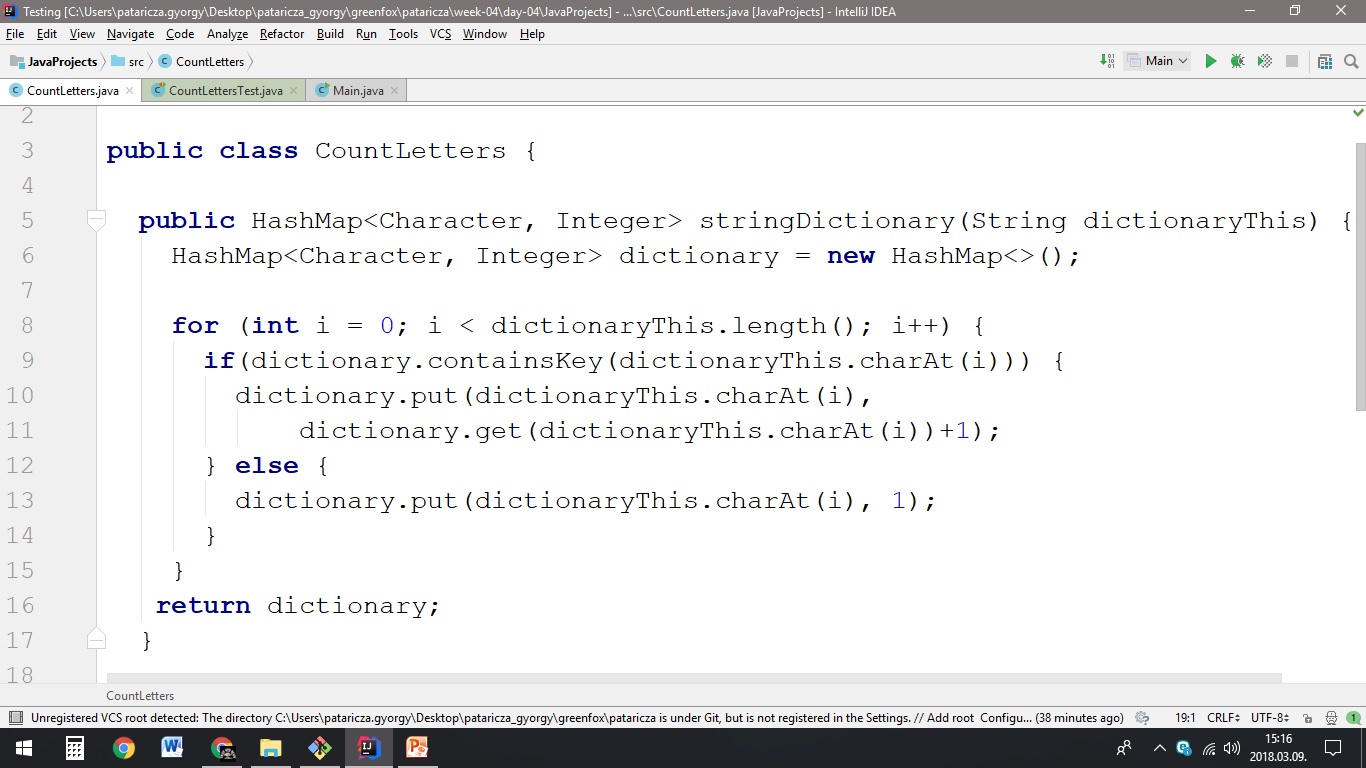 Testing [C:\Users\pataricza.gyorgy\Desktop\pataricza_gyorgy\greenfox\pataricza\week-04\day-04\JavaProjects] - ...\src\CountLetters.java [JavaProjects] - IntelliJ IDEA
File Edit View Navigate Code Analyze Refactor Build Run Tools VCS Window Help
JavaProjects src CountLetters Main
CountLetters.java CountLettersTest.java Main.java
2
3 public class CountLetters {
4
5 public HashMap<Character, Integer> stringDictionary(String dictionaryThis) {
6 HashMap<Character, Integer> dictionary = new HashMap<>();
7
8 for (int i = 0; i < dictionaryThis.length(); i++) {
9 if(dictionary.containsKey(dictionaryThis.charAt(i))) {
10 dictionary.put(dictionaryThis.charAt(i),
11 dictionary.get(dictionaryThis.charAt(i))+1);
12 } else {
13 dictionary.put(dictionaryThis.charAt(i), 1);
14 }
15 }
16 return dictionary;
17 }
18
CountLetters
Unregistered VCS root detected: The directory C:\Users\pataricza.gyorgy\Desktop\pataricza_gyorgy\greenfox\pataricza is under Git, but is not registered in the Settings. // Add root Configu... (38 minutes ago) 19:1 CRLF UTF-8 1
15:16
2018.03.09.